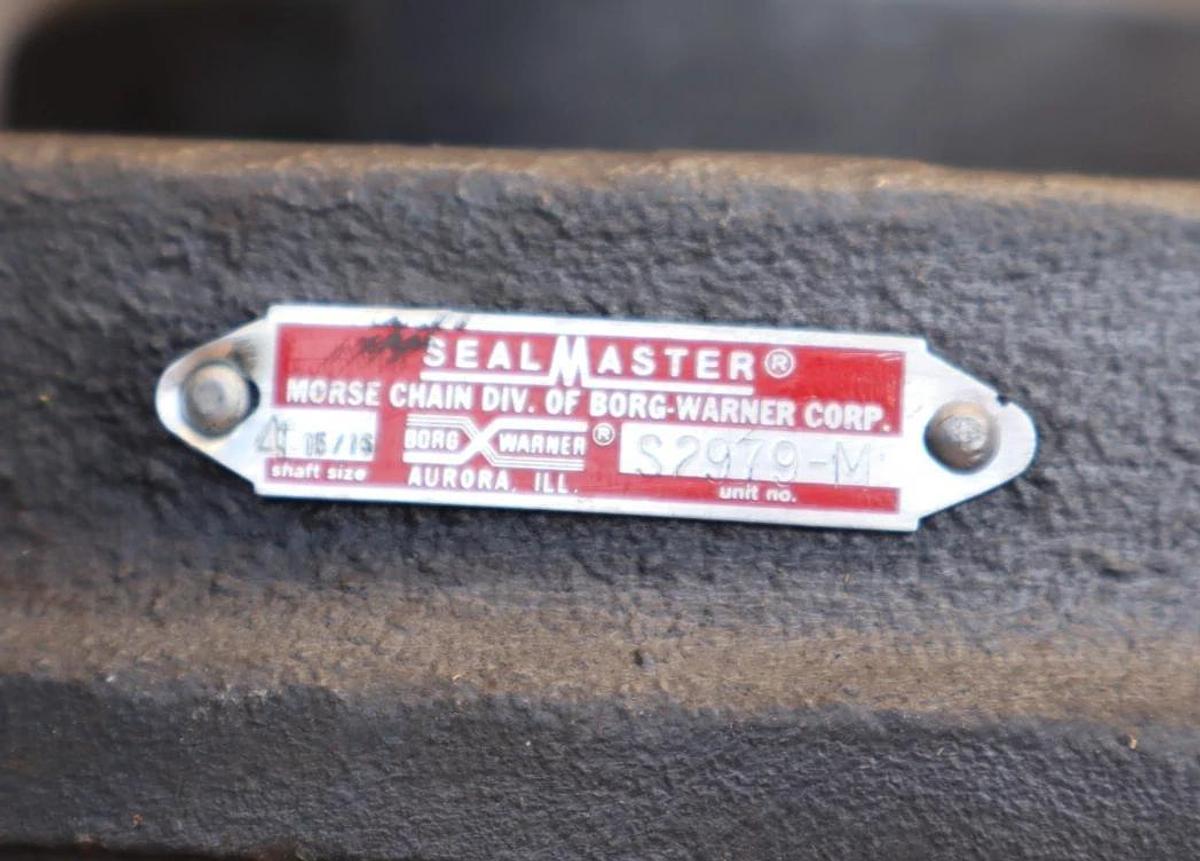 SEALMASTER®
MORSE CHAIN DIV. OF BORG-WARNER CORP.
4 15/16
shaft size
BORG WARNER®
AURORA, ILL.
S2979-M
unit no.